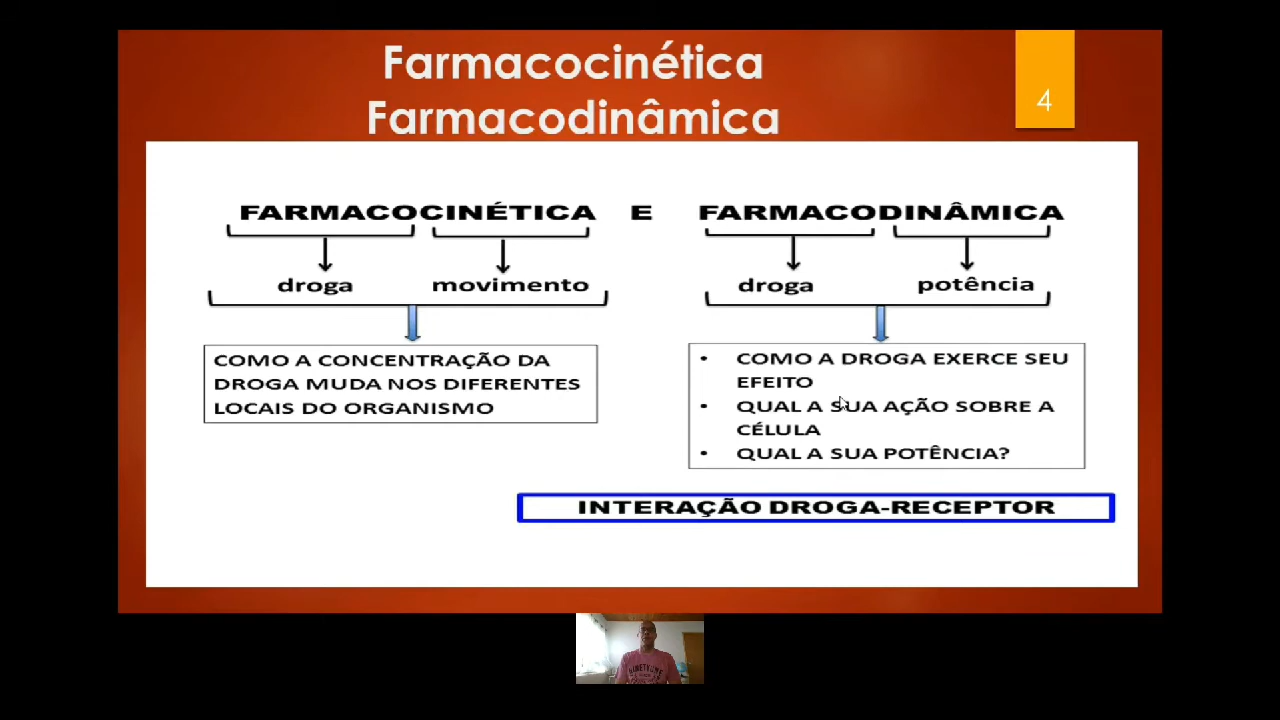 Farmacocinética
Farmacodinâmica
4
FARMACOCINÉTICA E FARMACODINÂMICA
droga movimento droga potência
COMO A CONCENTRAÇÃO DA
DROGA MUDA NOS DIFERENTES
LOCAIS DO ORGANISMO
• COMO A DROGA EXERCE SEU
EFEITO
• QUAL A SUA AÇÃO SOBRE A
CÉLULA
• QUAL A SUA POTÊNCIA?
INTERAÇÃO DROGA-RECEPTOR